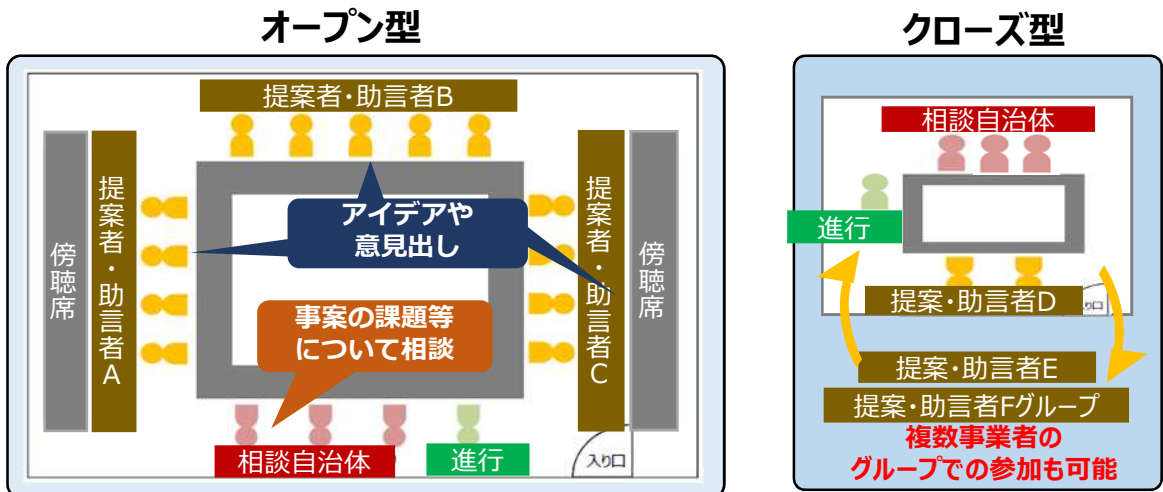 オープン型
提案者・助言者B
傍聴席
提案者・助言者A
アイデアや
意見出し
提案者・助言者C
傍聴席
事案の課題等
について相談
相談自治体
進行
入り口
クローズ型
相談自治体
進行
提案・助言者D
入り口
提案・助言者E
提案・助言者Fグループ
複数事業者の
グループでの参加も可能